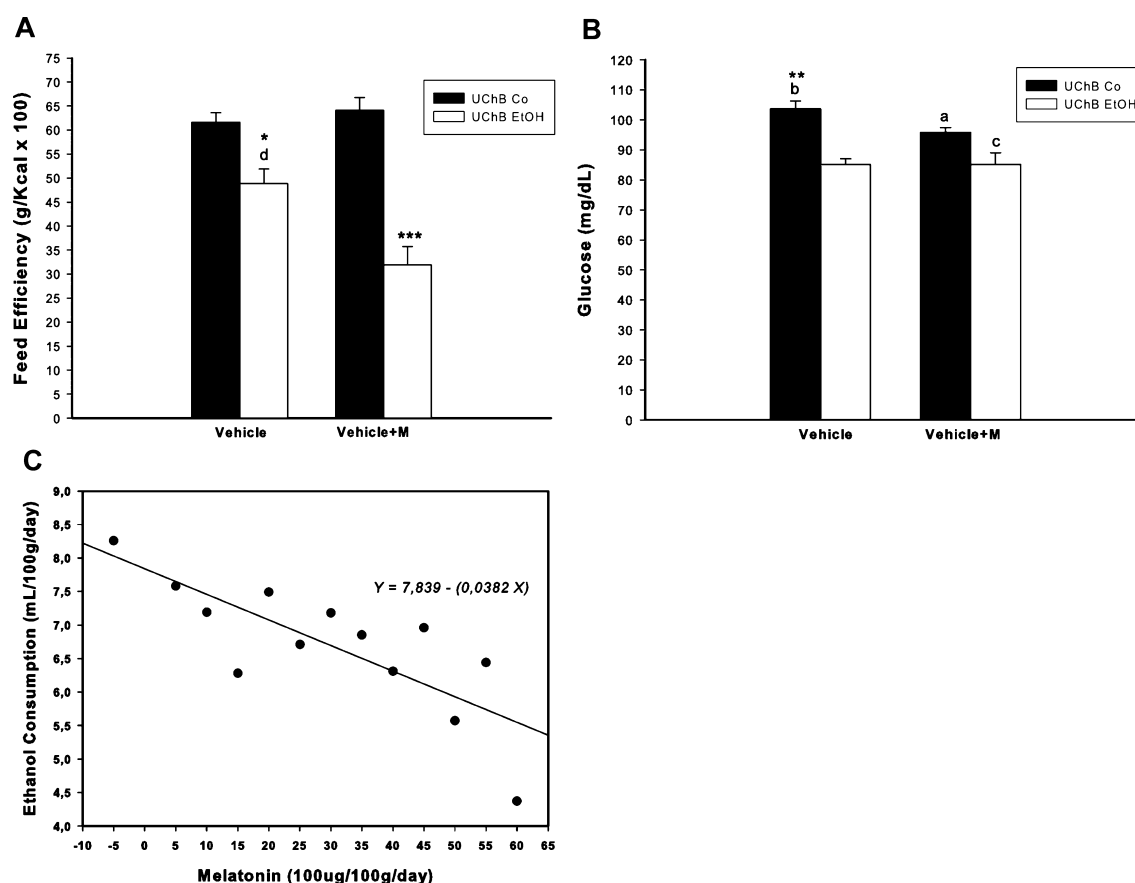 A
Feed Efficiency (g/Kcal x 100)
75
70
65
60
55
50
45
40
35
30
25
20
15
10
5
0
UChB Co
UChB EtOH
*
d
***
Vehicle
Vehicle+M
B
Glucose (mg/dL)
120
110
100
90
80
70
60
50
40
30
20
10
0
UChB Co
UChB EtOH
**
b
a
c
Vehicle
Vehicle+M
C
Ethanol Consumption (mL/100g/day)
9,0
8,5
8,0
7,5
7,0
6,5
6,0
5,5
5,0
4,5
4,0
Y = 7,839 - (0,0382 X)
-10 -5 0 5 10 15 20 25 30 35 40 45 50 55 60 65
Melatonin (100ug/100g/day)